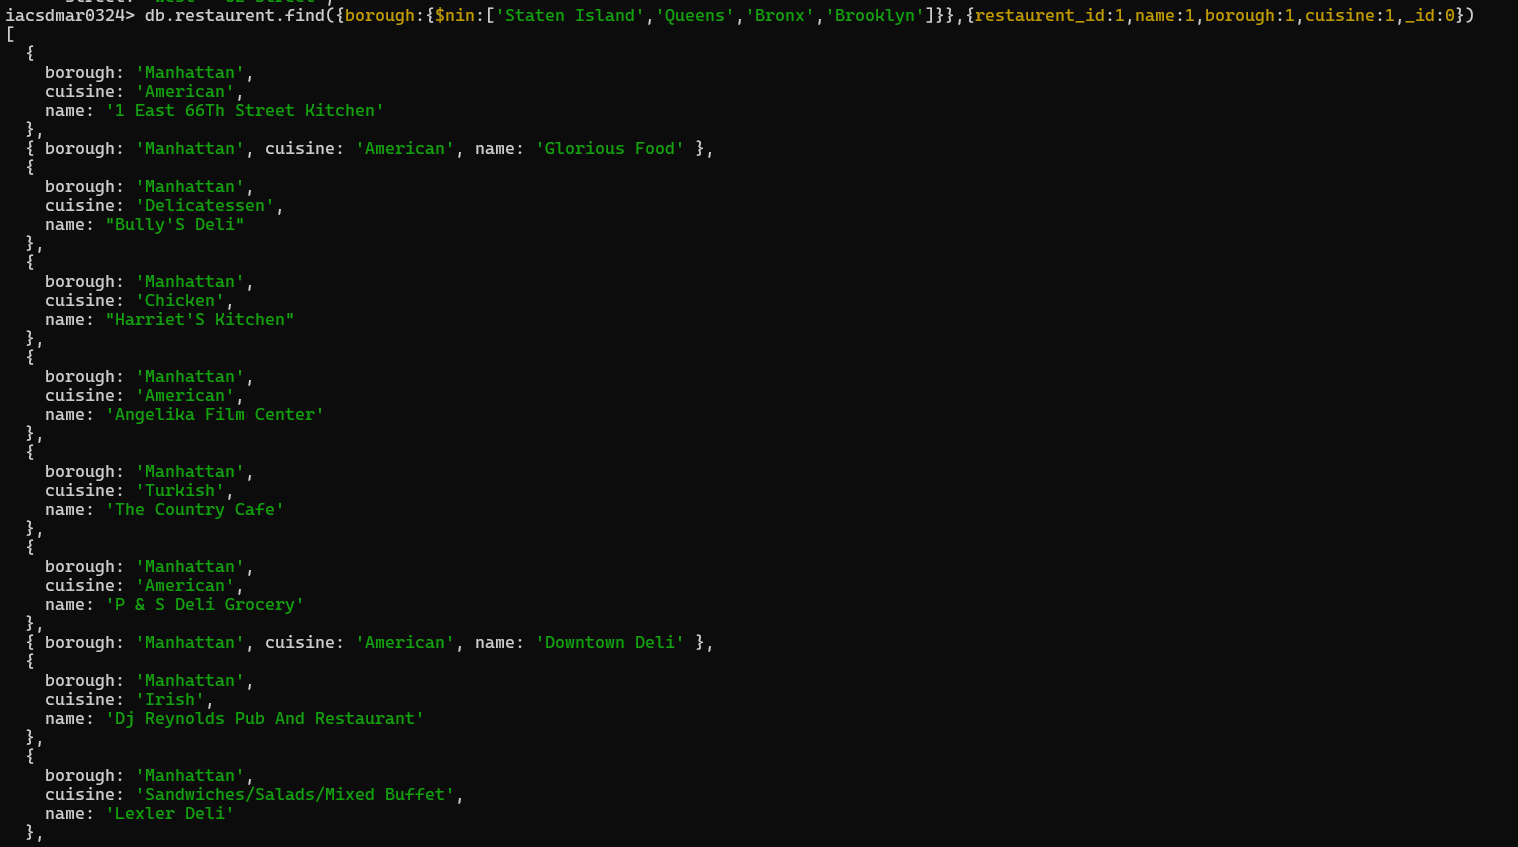 iacsdmar0324> db.restaurent.find({borough:{$nin:['Staten Island','Queens','Bronx','Brooklyn']}},{restaurent_id:1,name:1,borough:1,cuisine:1,_id:0})
[
  {
    borough: 'Manhattan',
    cuisine: 'American',
    name: '1 East 66Th Street Kitchen'
  },
  { borough: 'Manhattan', cuisine: 'American', name: 'Glorious Food' },
  {
    borough: 'Manhattan',
    cuisine: 'Delicatessen',
    name: "Bully'S Deli"
  },
  {
    borough: 'Manhattan',
    cuisine: 'Chicken',
    name: "Harriet'S Kitchen"
  },
  {
    borough: 'Manhattan',
    cuisine: 'American',
    name: 'Angelika Film Center'
  },
  {
    borough: 'Manhattan',
    cuisine: 'Turkish',
    name: 'The Country Cafe'
  },
  {
    borough: 'Manhattan',
    cuisine: 'American',
    name: 'P & S Deli Grocery'
  },
  { borough: 'Manhattan', cuisine: 'American', name: 'Downtown Deli' },
  {
    borough: 'Manhattan',
    cuisine: 'Irish',
    name: 'Dj Reynolds Pub And Restaurant'
  },
  {
    borough: 'Manhattan',
    cuisine: 'Sandwiches/Salads/Mixed Buffet',
    name: 'Lexler Deli'
  },